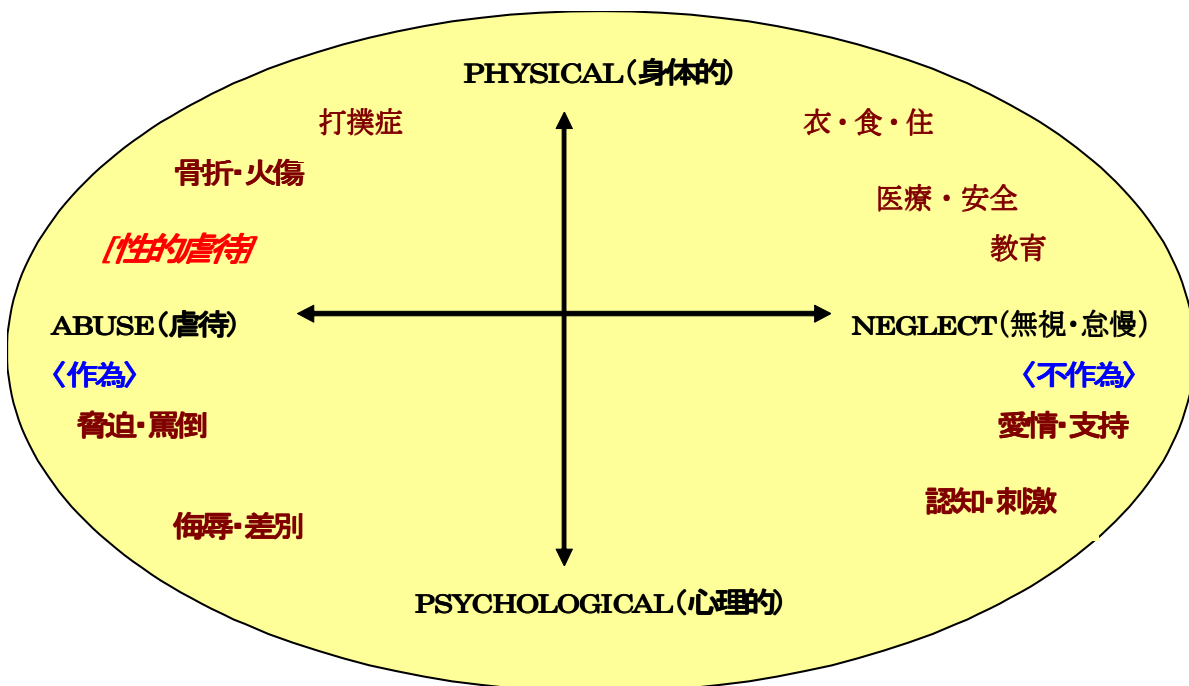 PHYSICAL(身体的)
打撲症
衣・食・住
骨折・火傷
医療・安全
[性的虐待]
教育
ABUSE(虐待)
NEGLECT(無視・怠慢)
〈作為〉
〈不作為〉
脅迫・罵倒
愛情・支持
認知・刺激
侮辱・差別
PSYCHOLOGICAL(心理的)